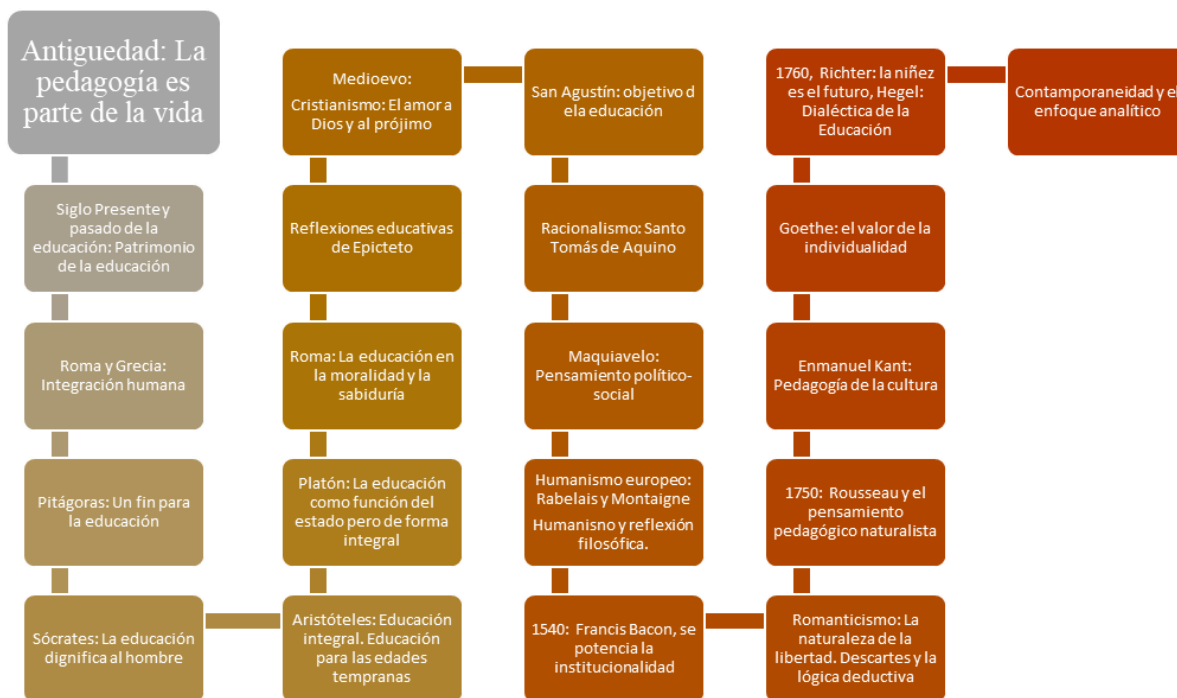 Antiguedad: La
pedagogía es
parte de la vida
Siglo Presente y
pasado de la
educación: Patrimonio
de la educación
Roma y Grecia:
Integración humana
Pitágoras: Un fin para
la educación
Sócrates: La educación
dignifica al hombre
Aristóteles: Educación
integral. Educación
para las edades
tempranas
Platón: La educación
como función del
estado pero de forma
integral
Roma: La educación en
la moralidad y la
sabiduría
Reflexiones educativas
de Epicteto
Medioevo:
Cristianismo: El amor a
Dios y al prójimo
San Agustín: objetivo d
ela educación
Racionalismo: Santo
Tomás de Aquino
Maquiavelo:
Pensamiento político-
social
Humanismo europeo:
Rabelais y Montaigne
Humanisno y reflexión
filosófica.
1540: Francis Bacon, se
potencia la
institucionalidad
Romanticismo: La
naturaleza de la
libertad. Descartes y la
lógica deductiva
1750: Rousseau y el
pensamiento
pedagógico naturalista
Enmanuel Kant:
Pedagogía de la cultura
Goethe: el valor de la
individualidad
1760, Richter: la niñez
es el futuro, Hegel:
Dialéctica de la
Educación
Contamporaneidad y el
enfoque analítico